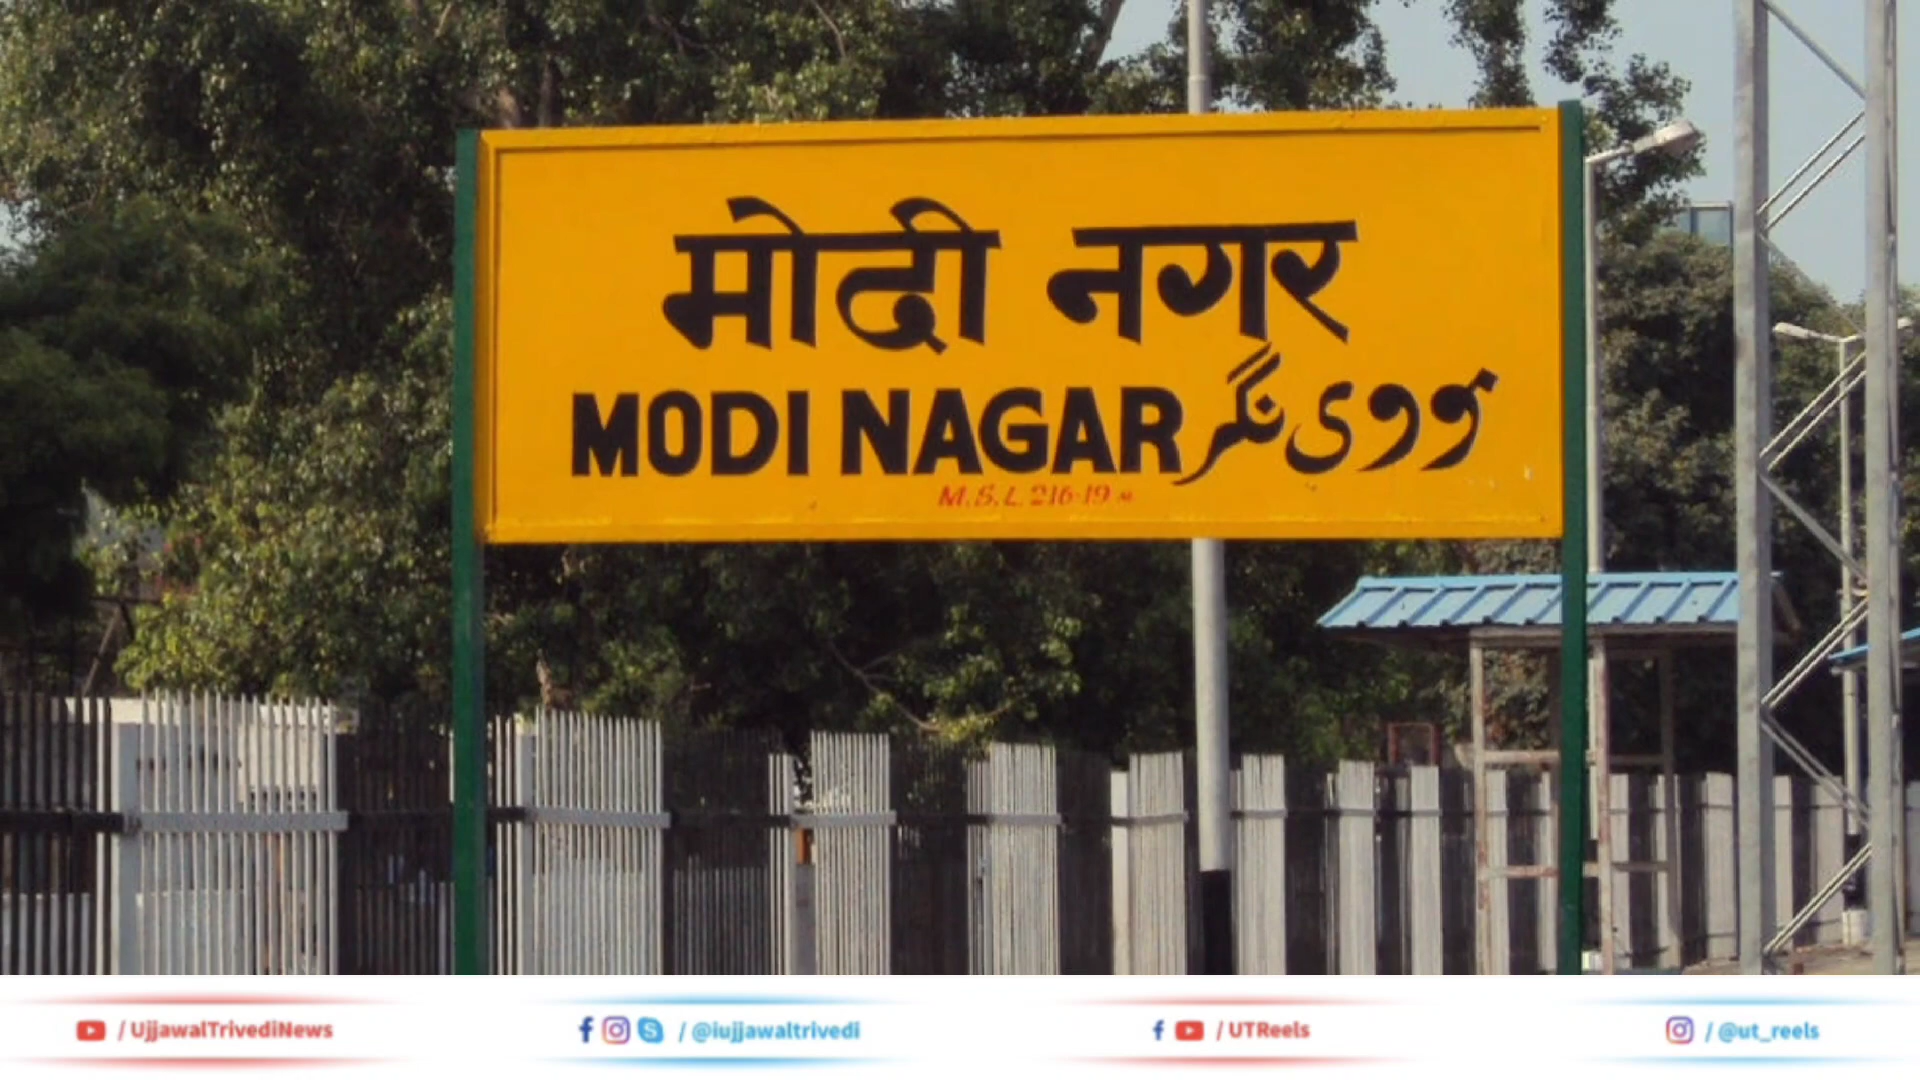 मोदी नगर
MODI NAGAR مودی نگر
M.S.L. 216.19 M
/ UjjawalTrivediNews
/ @iujjawaltrivedi
/ UTReels
/ @ut_reels